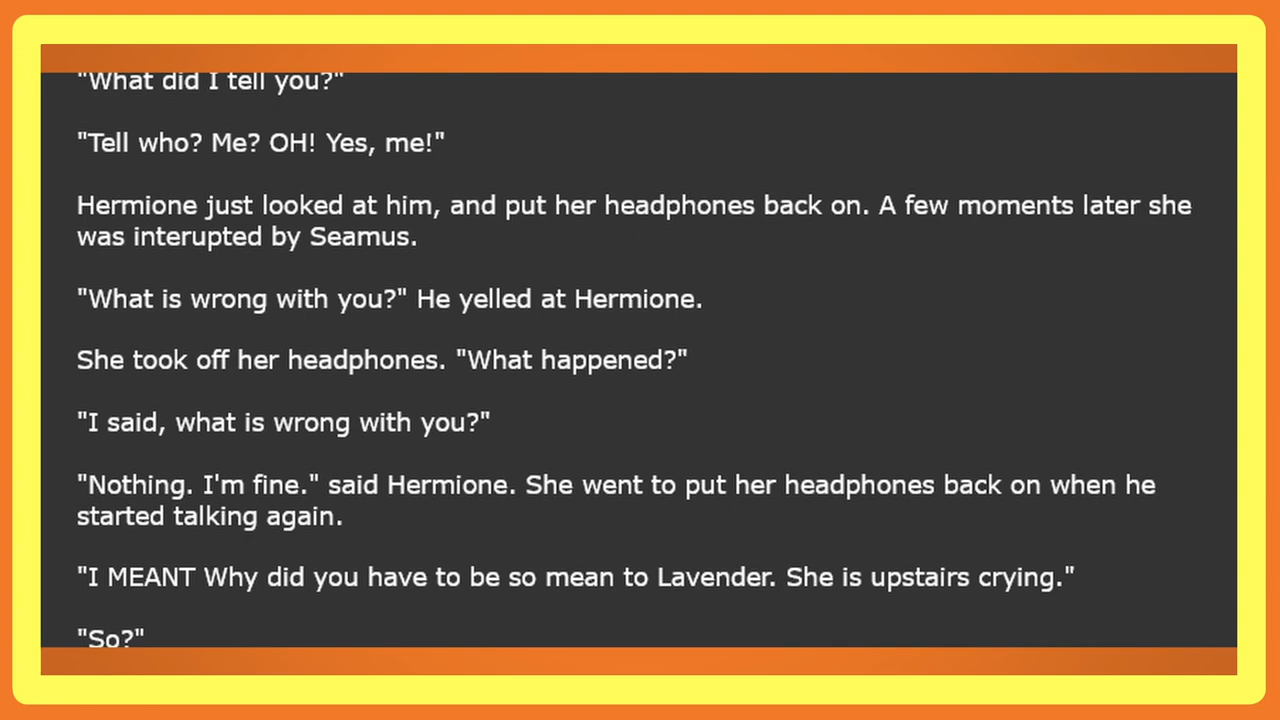 "What did I tell you?"
"Tell who? Me? OH! Yes, me!"
Hermione just looked at him, and put her headphones back on. A few moments later she
was interupted by Seamus.
"What is wrong with you?" He yelled at Hermione.
She took off her headphones. "What happened?"
"I said, what is wrong with you?"
"Nothing. I'm fine." said Hermione. She went to put her headphones back on when he
started talking again.
"I MEANT Why did you have to be so mean to Lavender. She is upstairs crying."
"So?"